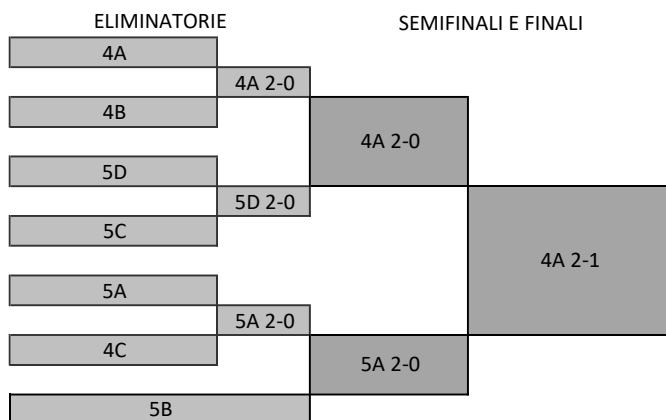 ELIMINATORIE
SEMIFINALI E FINALI
4A
4A 2-0
4B
4A 2-0
5D
5D 2-0
5C
4A 2-1
5A
5A 2-0
4C
5A 2-0
5B